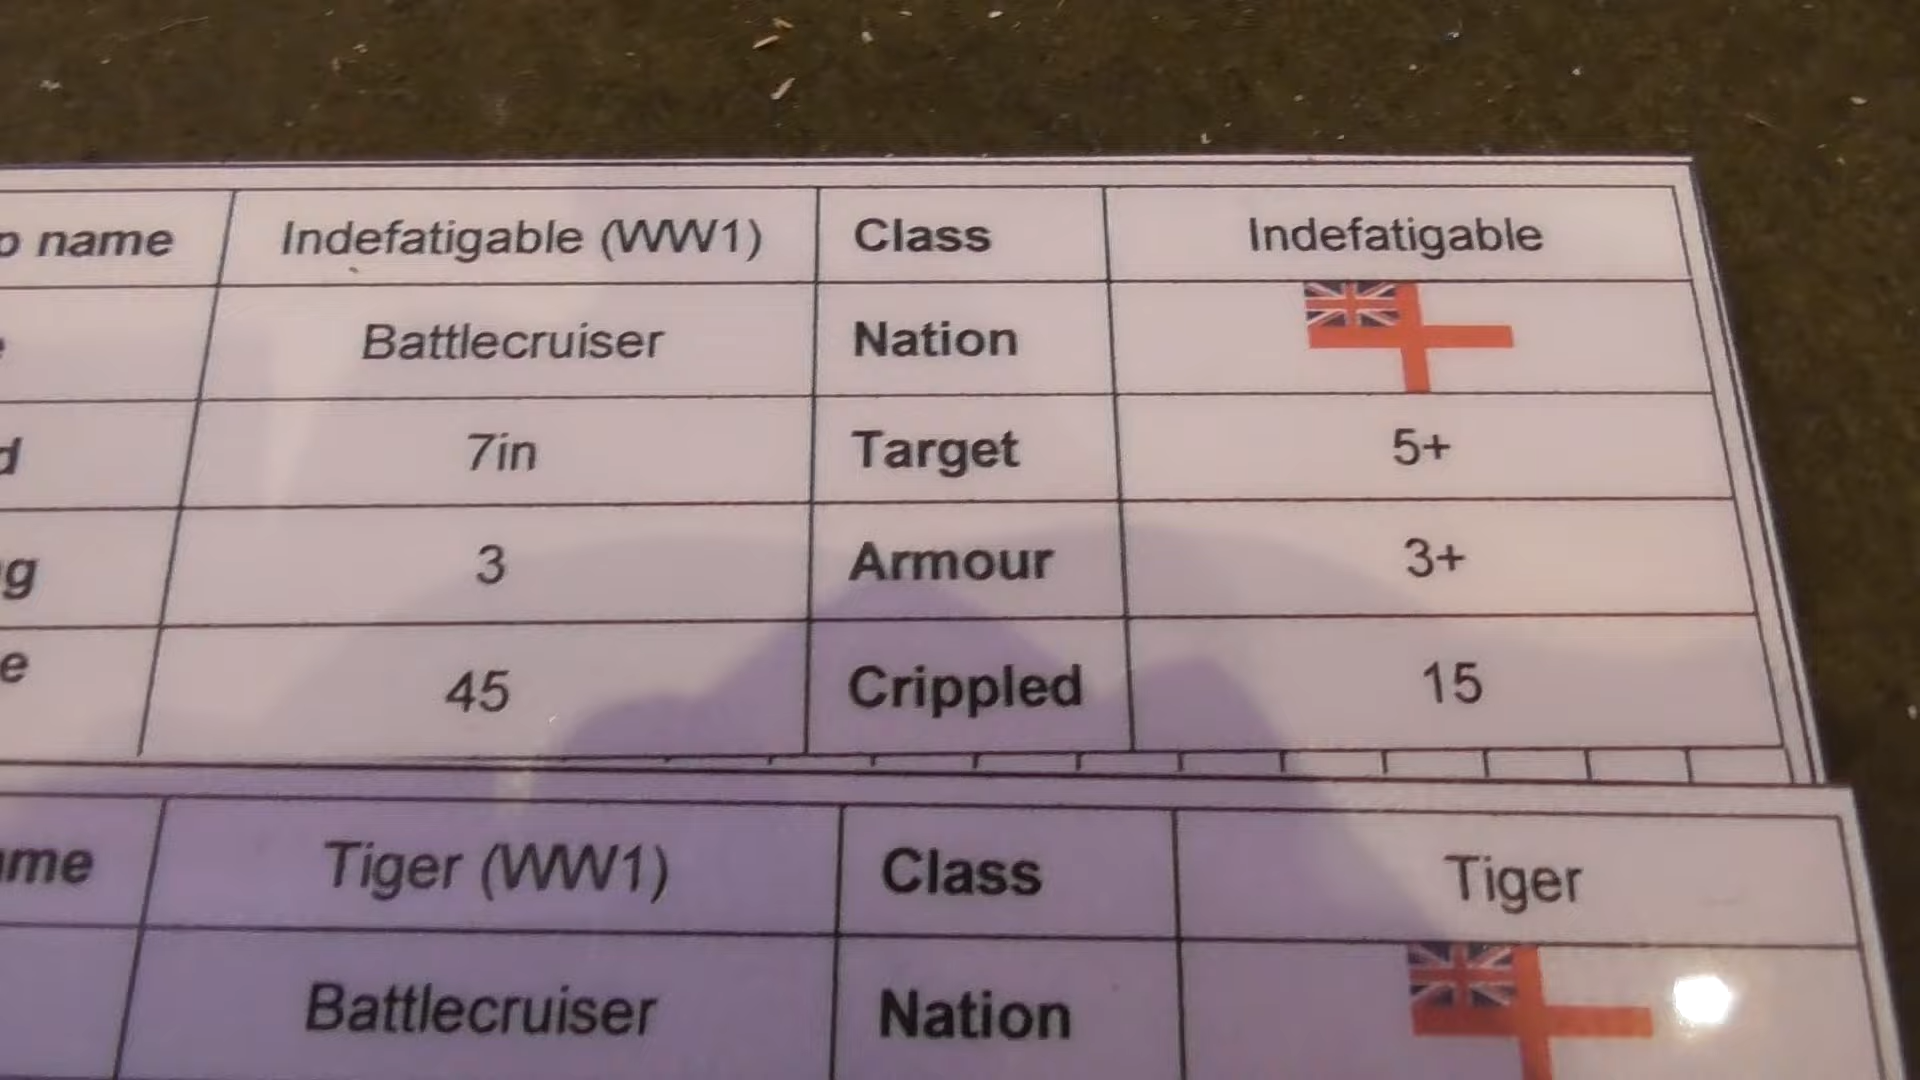 name Indefatigable (WW1) Class Indefatigable
Battlecruiser Nation
7in Target 5+
3 Armour 3+
45 Crippled 15
Tiger (WW1) Class Tiger
Battlecruiser Nation